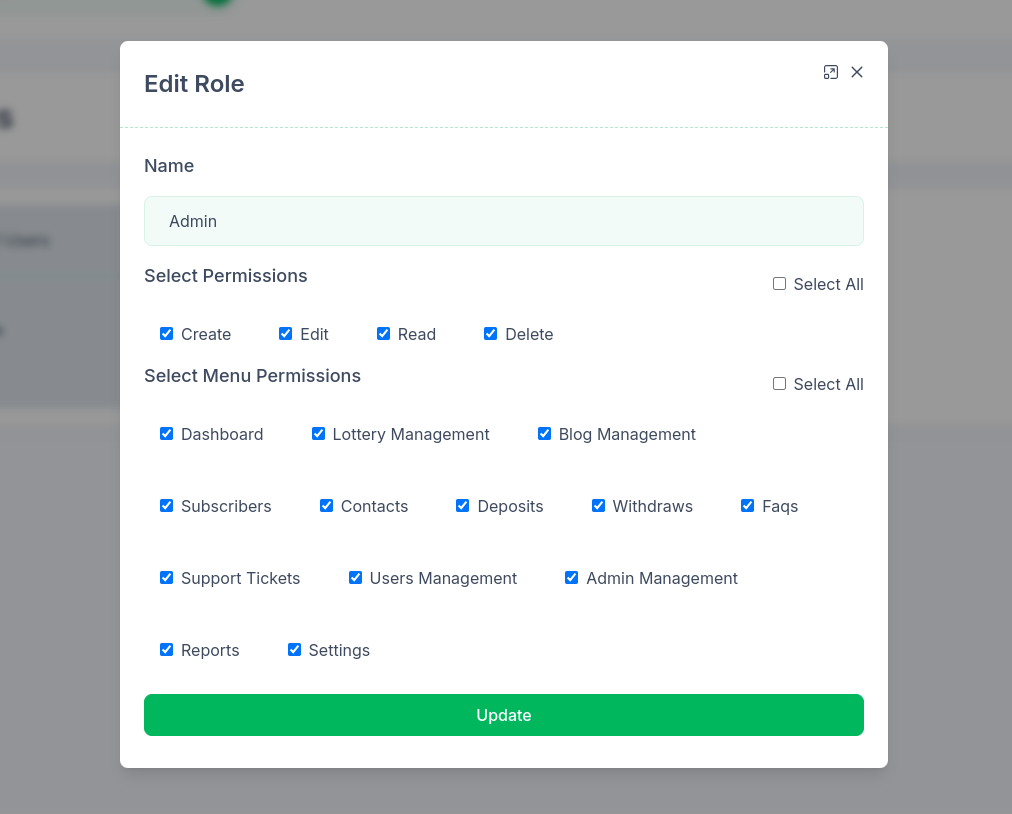 Edit Role
s
Users
Name
Admin
Select Permissions
Select All
Create Edit Read Delete
Select Menu Permissions
Select All
Dashboard Lottery Management Blog Management
Subscribers Contacts Deposits Withdraws Faqs
Support Tickets Users Management Admin Management
Reports Settings
Update